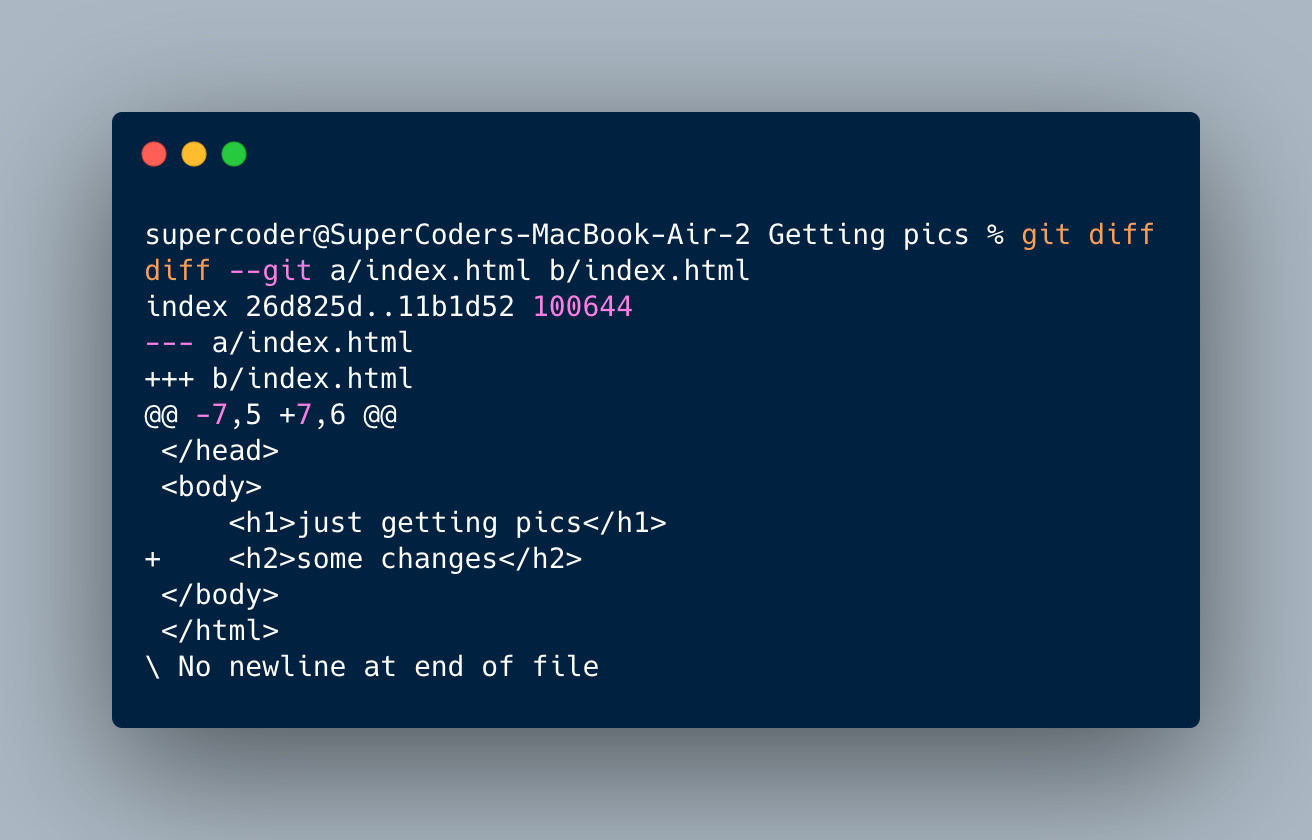 supercoder@SuperCoders-MacBook-Air-2 Getting pics % git diff
diff --git a/index.html b/index.html
index 26d825d..11b1d52 100644
--- a/index.html
+++ b/index.html
@@ -7,5 +7,6 @@
 </head>
 <body>
     <h1>just getting pics</h1>
+    <h2>some changes</h2>
 </body>
 </html>
\ No newline at end of file